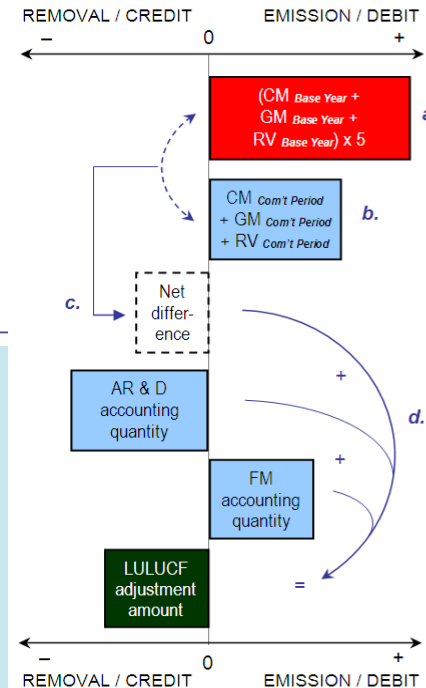 REMOVAL / CREDIT EMISSION / DEBIT
– 0 +
(CM Base Year +
GM Base Year +
RV Base Year) x 5
a
CM Com't Period
+ GM Com't Period
+ RV Com't Period
b.
c.
Net
differ-
ence
+
AR & D
accounting
quantity
d.
+
FM
accounting
quantity
=
LULUCF
adjustment
amount
– 0 +
REMOVAL / CREDIT EMISSION / DEBIT